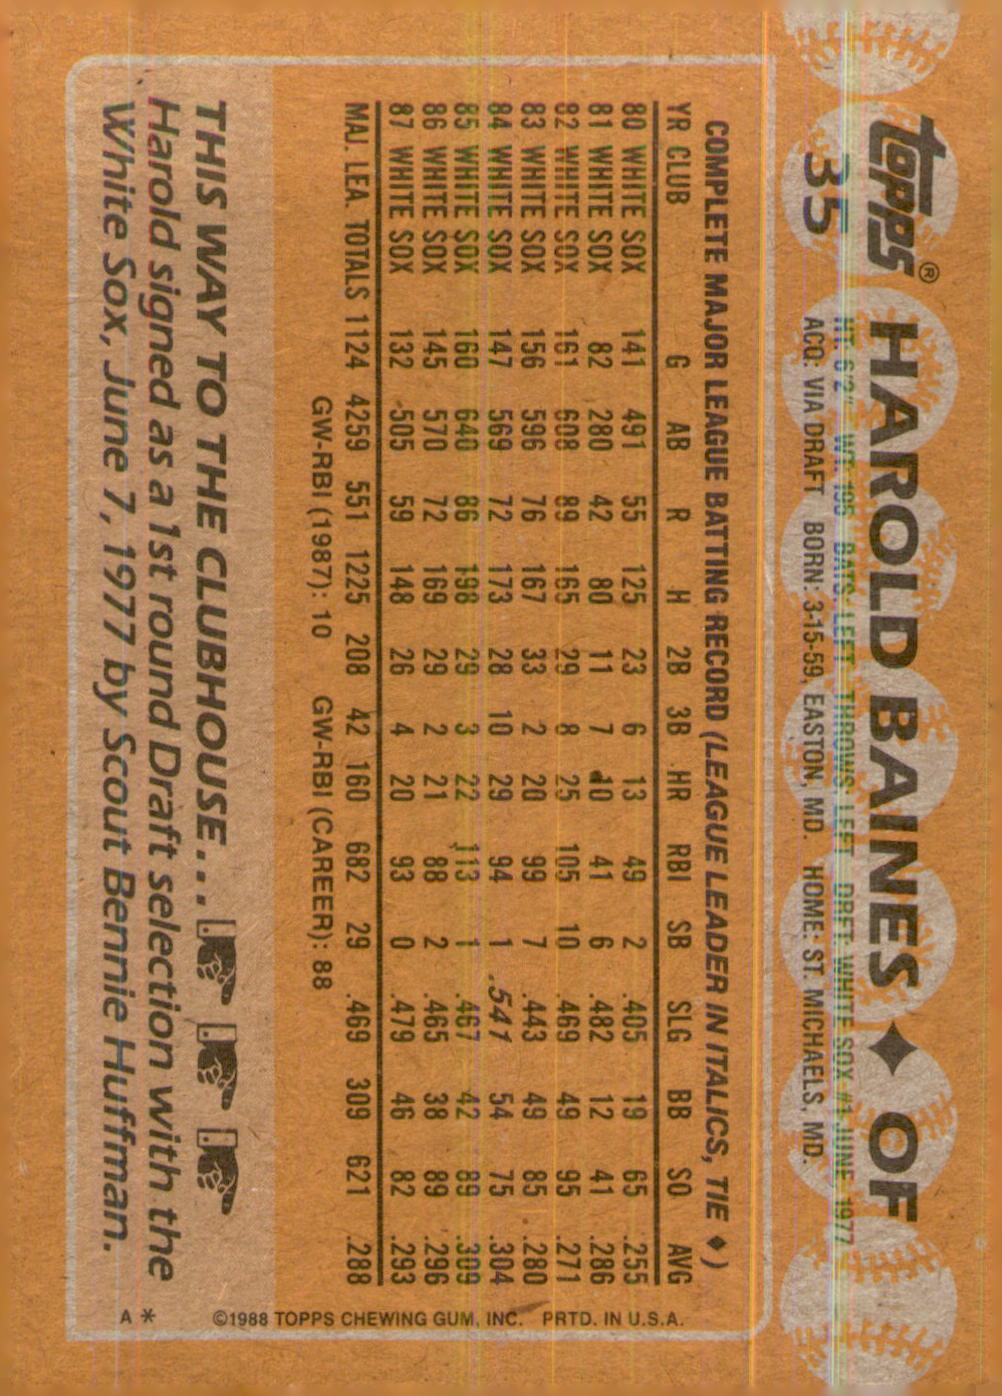 topps® HAROLD BAINES ♦ OF
35
HT: 6'2" WT: 195 BATS: LEFT THROWS: LEFT DRFT: WHITE SOX #1-JUNE, 1977
ACQ: VIA DRAFT BORN: 3-15-59, EASTON, MD. HOME: ST. MICHAELS, MD.
COMPLETE MAJOR LEAGUE BATTING RECORD (LEAGUE LEADER IN ITALICS, TIE ♦)
YR CLUB G AB R H 2B 3B HR RBI SB SLG BB SO AVG
80 WHITE SOX 141 491 55 125 23 6 13 49 2 .405 19 65 .255
81 WHITE SOX 82 280 42 80 11 7 10 41 6 .482 12 41 .286
82 WHITE SOX 161 608 89 165 29 8 25 105 10 .469 49 95 .271
83 WHITE SOX 156 596 76 167 33 2 20 99 7 .443 49 85 .280
84 WHITE SOX 147 569 72 173 28 10 29 94 1 .541 54 75 .304
85 WHITE SOX 160 640 86 198 29 3 22 113 1 .467 42 89 .309
86 WHITE SOX 145 570 72 169 29 2 21 88 2 .465 38 89 .296
87 WHITE SOX 132 505 59 148 26 4 20 93 0 .479 46 82 .293
MAJ. LEA. TOTALS 1124 4259 551 1225 208 42 160 682 29 .469 309 621 .288
GW-RBI (1987): 10 GW-RBI (CAREER): 88
THIS WAY TO THE CLUBHOUSE...
Harold signed as a 1st round Draft selection with the
White Sox, June 7, 1977 by Scout Bennie Huffman.
©1988 TOPPS CHEWING GUM, INC. PRTD. IN U.S.A.
A *